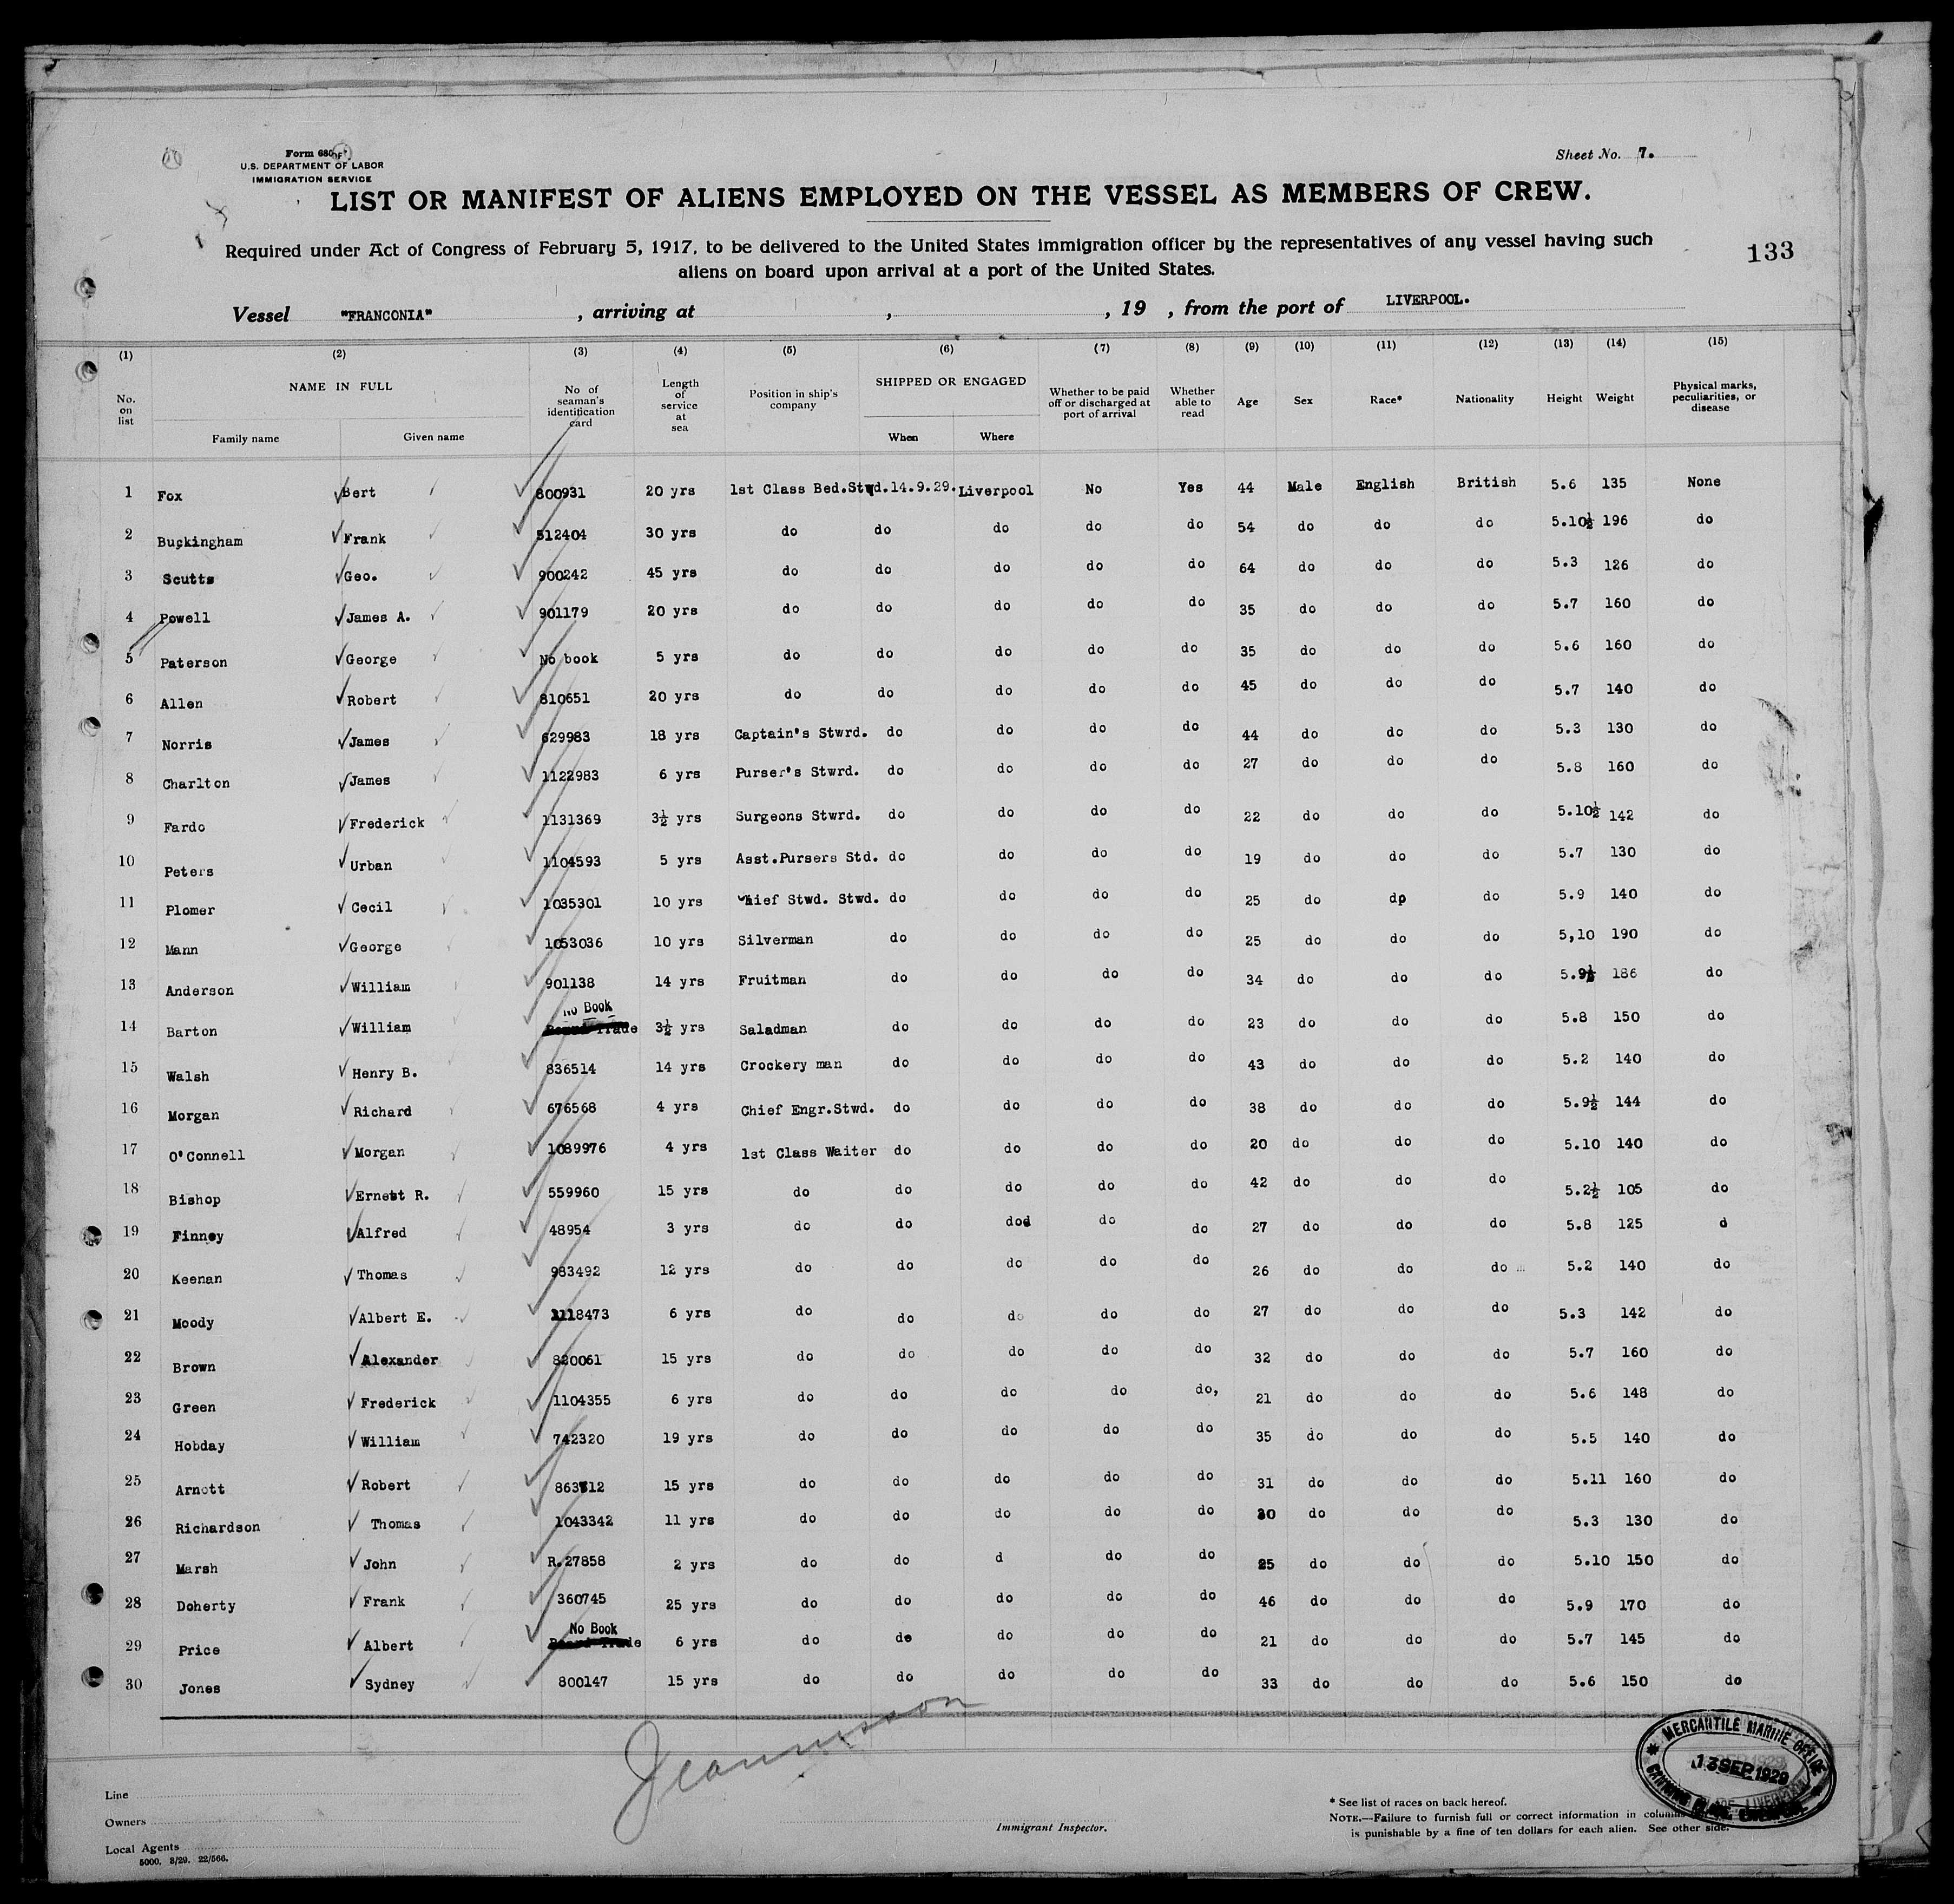 Form 680
U.S. DEPARTMENT OF LABOR
IMMIGRATION SERVICE
Sheet No. 7.
LIST OR MANIFEST OF ALIENS EMPLOYED ON THE VESSEL AS MEMBERS OF CREW.
Required under Act of Congress of February 5, 1917, to be delivered to the United States immigration officer by the representatives of any vessel having such
aliens on board upon arrival at a port of the United States.
133
Vessel "FRANCONIA" , arriving at , , 19 , from the port of LIVERPOOL.
(1) (2) (3) (4) (5) (6) (7) (8) (9) (10) (11) (12) (13) (14) (15)
No. on list NAME IN FULL Family name Given name No. of seaman's identification card Length of service at sea Position in ship's company SHIPPED OR ENGAGED When Where Whether to be paid off or discharged at port of arrival Whether able to read Age Sex Race* Nationality Height Weight Physical marks, peculiarities, or disease
1 Fox Bert 800931 20 yrs 1st Class Bed.Stwd. 14.9.29. Liverpool No Yes 44 Male English British 5.6 135 None
2 Buckingham Frank 512404 30 yrs do do do do do 54 do do do 5.10½ 196 do
3 Scutts Geo. 900242 45 yrs do do do do do 64 do do do 5.3 126 do
4 Powell James A. 901179 20 yrs do do do do do 35 do do do 5.7 160 do
5 Paterson George No book 5 yrs do do do do do 35 do do do 5.6 160 do
6 Allen Robert 810651 20 yrs do do do do do 45 do do do 5.7 140 do
7 Norris James 629983 18 yrs Captain's Stwrd. do do do do 44 do do do 5.3 130 do
8 Charlton James 1122983 6 yrs Purser's Stwrd. do do do do 27 do do do 5.8 160 do
9 Fardo Frederick 1131369 3½ yrs Surgeons Stwrd. do do do do 22 do do do 5.10½ 142 do
10 Peters Urban 1104593 5 yrs Asst.Pursers Std. do do do do 19 do do do 5.7 130 do
11 Plomer Cecil 1035301 10 yrs Chief Stwd. Stwd. do do do do 25 do dp do 5.9 140 do
12 Mann George 1053036 10 yrs Silverman do do do do 25 do do do 5,10 190 do
13 Anderson William 901138 14 yrs Fruitman do do do do 34 do do do 5.9½ 186 do
14 Barton William No Book Board Trade 3½ yrs Saladman do do do do 23 do do do 5.8 150 do
15 Walsh Henry B. 836514 14 yrs Crockery man do do do do 43 do do do 5.2 140 do
16 Morgan Richard 676568 4 yrs Chief Engr.Stwd. do do do do 38 do do do 5.9½ 144 do
17 O'Connell Morgan 1089976 4 yrs 1st Class Waiter do do do do 20 do do do 5.10 140 do
18 Bishop Ernest R. 559960 15 yrs do do do do do 42 do do do 5.2½ 105 do
19 Finney Alfred 48954 3 yrs do do dod do do 27 do do do 5.8 125 d
20 Keenan Thomas 983492 12 yrs do do do do do 26 do do do 5.2 140 do
21 Moody Albert E. 1118473 6 yrs do do do do do 27 do do do 5.3 142 do
22 Brown Alexander 820061 15 yrs do do do do do 32 do do do 5.7 160 do
23 Green Frederick 1104355 6 yrs do do do do do, 21 do do do 5.6 148 do
24 Hobday William 742320 19 yrs do do do do do 35 do do do 5.5 140 do
25 Arnott Robert 15 yrs do do do do do 31 do do do 5.11 160 do
26 Richardson Thomas 1043342 11 yrs do do do do do 30 do do do 5.3 130 do
27 Marsh John R.27858 2 yrs do do d do do 25 do do do 5.10 150 do
28 Doherty Frank 360745 25 yrs do do do do do 46 do do do 5.9 170 do
29 Price Albert No Book Board Trade 6 yrs do do do do do 21 do do do 5.7 145 do
30 Jones Sydney 800147 15 yrs do do do do do 33 do do do 5.6 150 do
MERCANTILE MARINE OFFICE
13 SEP 1929
CANNING PLACE, LIVERPOOL
Line
Owners
Local Agents
5000. 3/29. 22/566.
Immigrant Inspector.
* See list of races on back hereof.
NOTE.—Failure to furnish full or correct information in columns
is punishable by a fine of ten dollars for each alien. See other side.